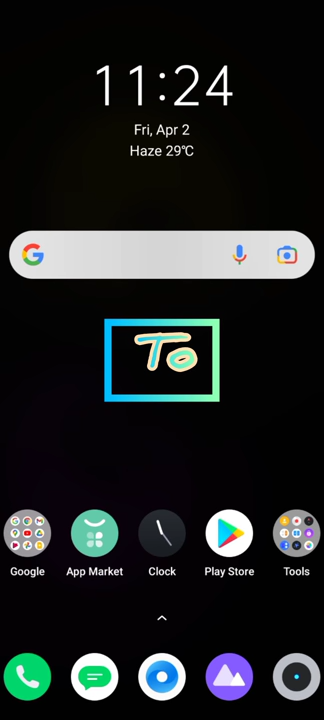 11:24
Fri, Apr 2
Haze 29℃
To
Google
App Market
Clock
Play Store
Tools